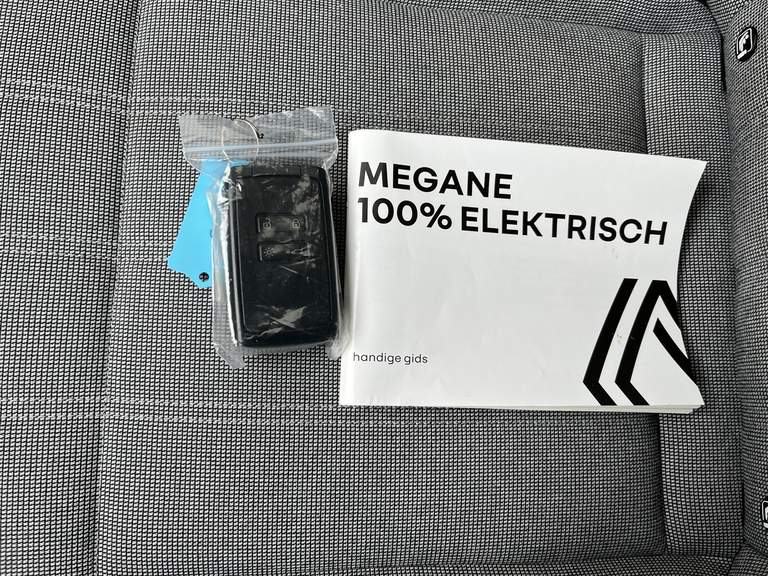 MEGANE
100% ELEKTRISCH
handige gids